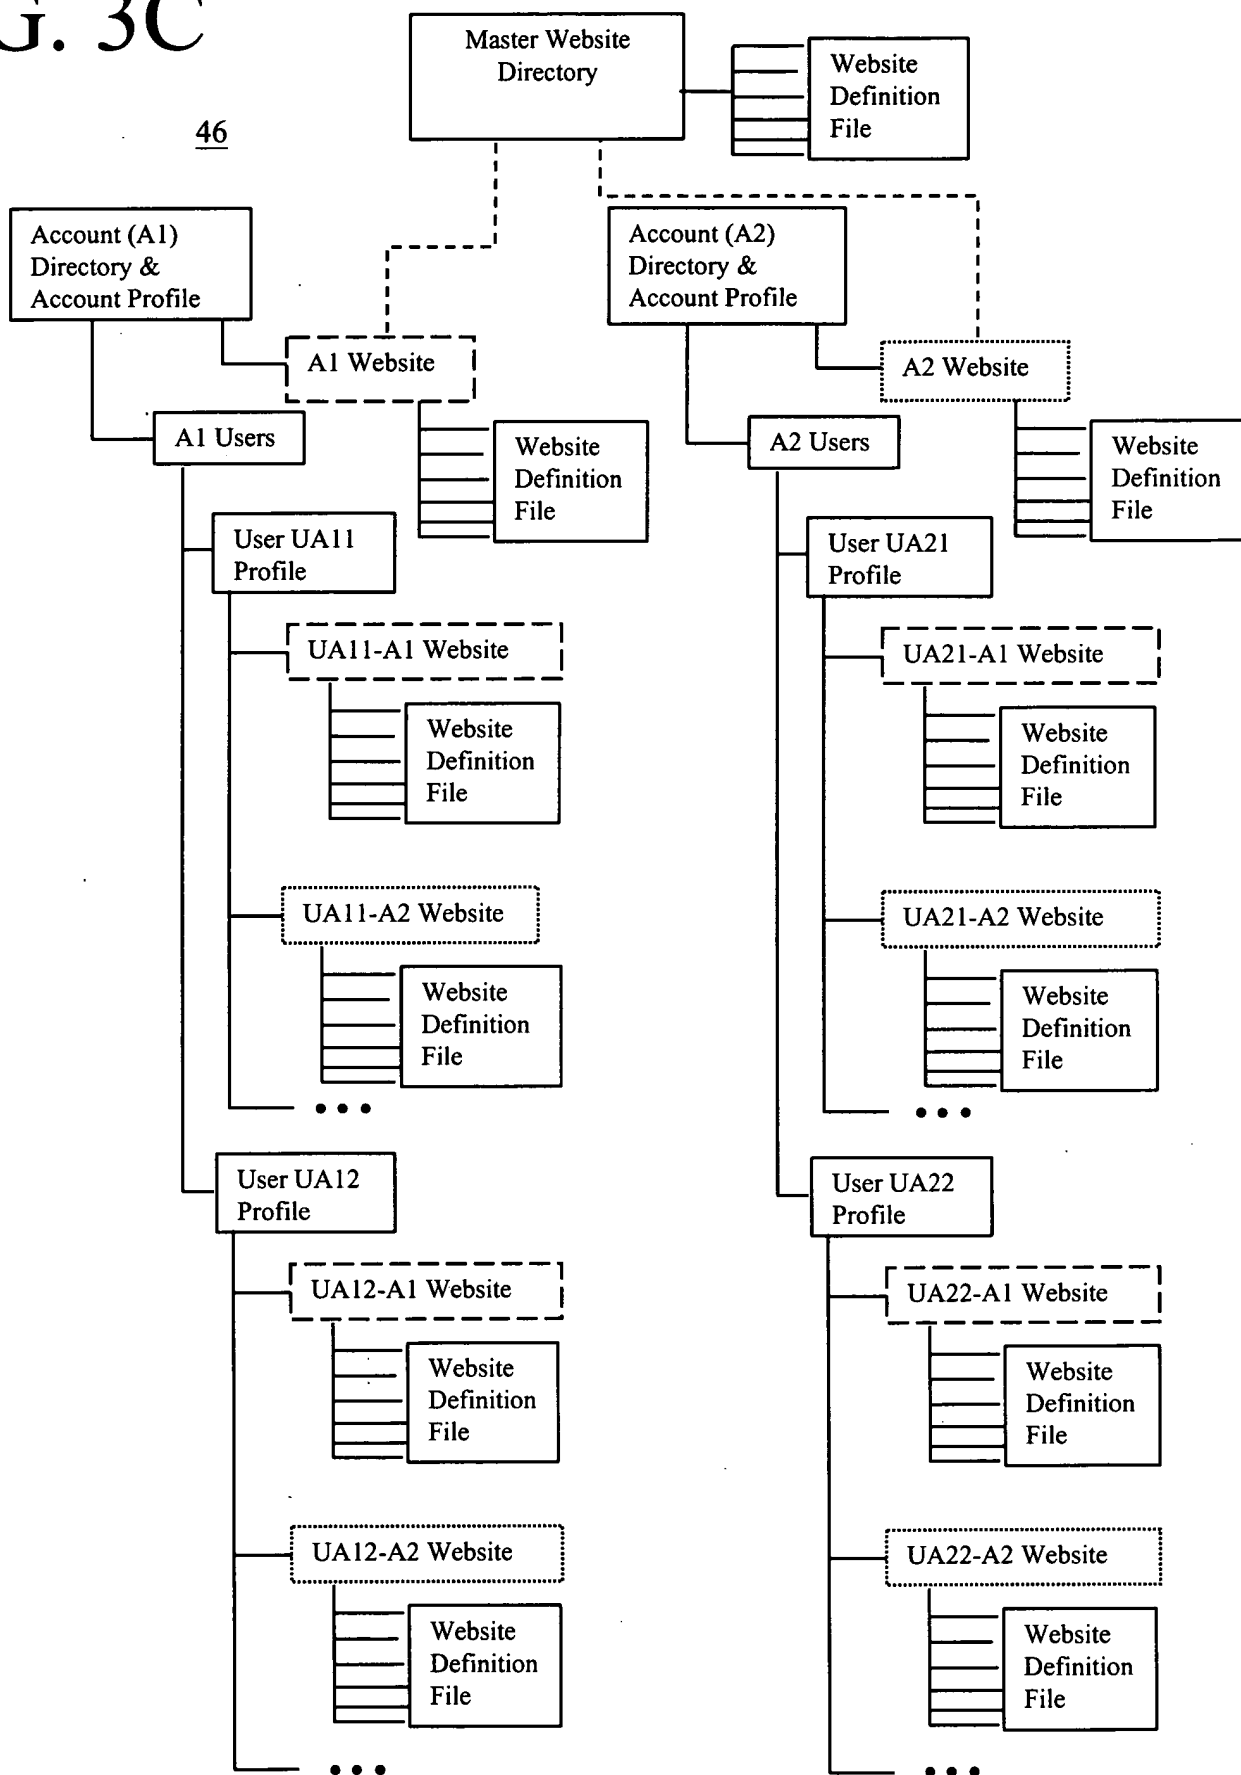 G. 3C
46
Master Website
Directory
Website
Definition
File
Account (A1)
Directory &
Account Profile
A1 Website
Website
Definition
File
A1 Users
User UA11
Profile
UA11-A1 Website
Website
Definition
File
UA11-A2 Website
Website
Definition
File
• • •
User UA12
Profile
UA12-A1 Website
Website
Definition
File
UA12-A2 Website
Website
Definition
File
• • •
Account (A2)
Directory &
Account Profile
A2 Website
Website
Definition
File
A2 Users
User UA21
Profile
UA21-A1 Website
Website
Definition
File
UA21-A2 Website
Website
Definition
File
• • •
User UA22
Profile
UA22-A1 Website
Website
Definition
File
UA22-A2 Website
Website
Definition
File
• • •